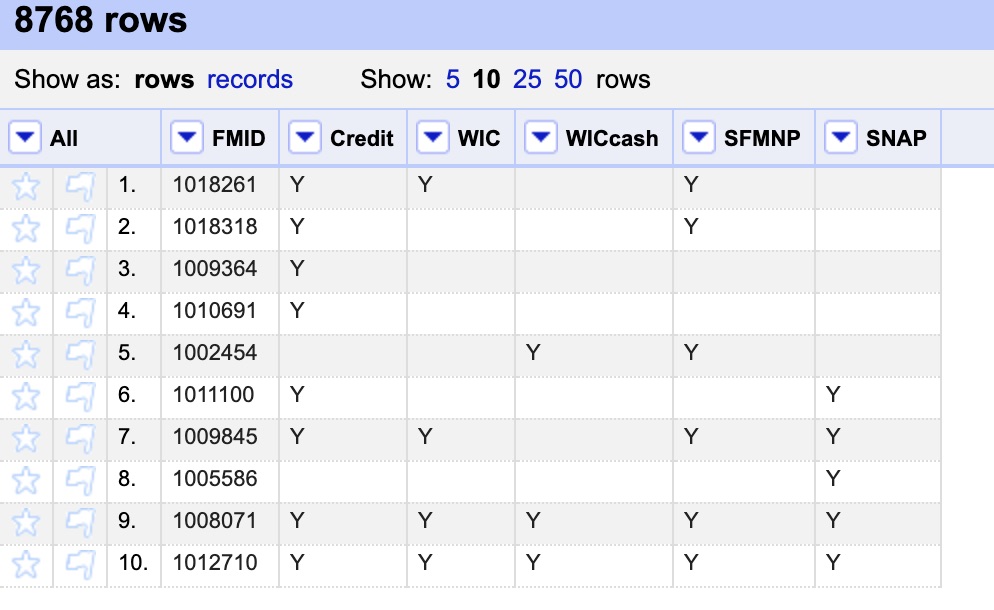 8768 rows
Show as: rows records Show: 5 10 25 50 rows
All FMID Credit WIC WICcash SFMNP SNAP
1. 1018261 Y Y Y
2. 1018318 Y Y
3. 1009364 Y
4. 1010691 Y
5. 1002454 Y Y
6. 1011100 Y Y
7. 1009845 Y Y Y Y
8. 1005586 Y
9. 1008071 Y Y Y Y Y
10. 1012710 Y Y Y Y Y